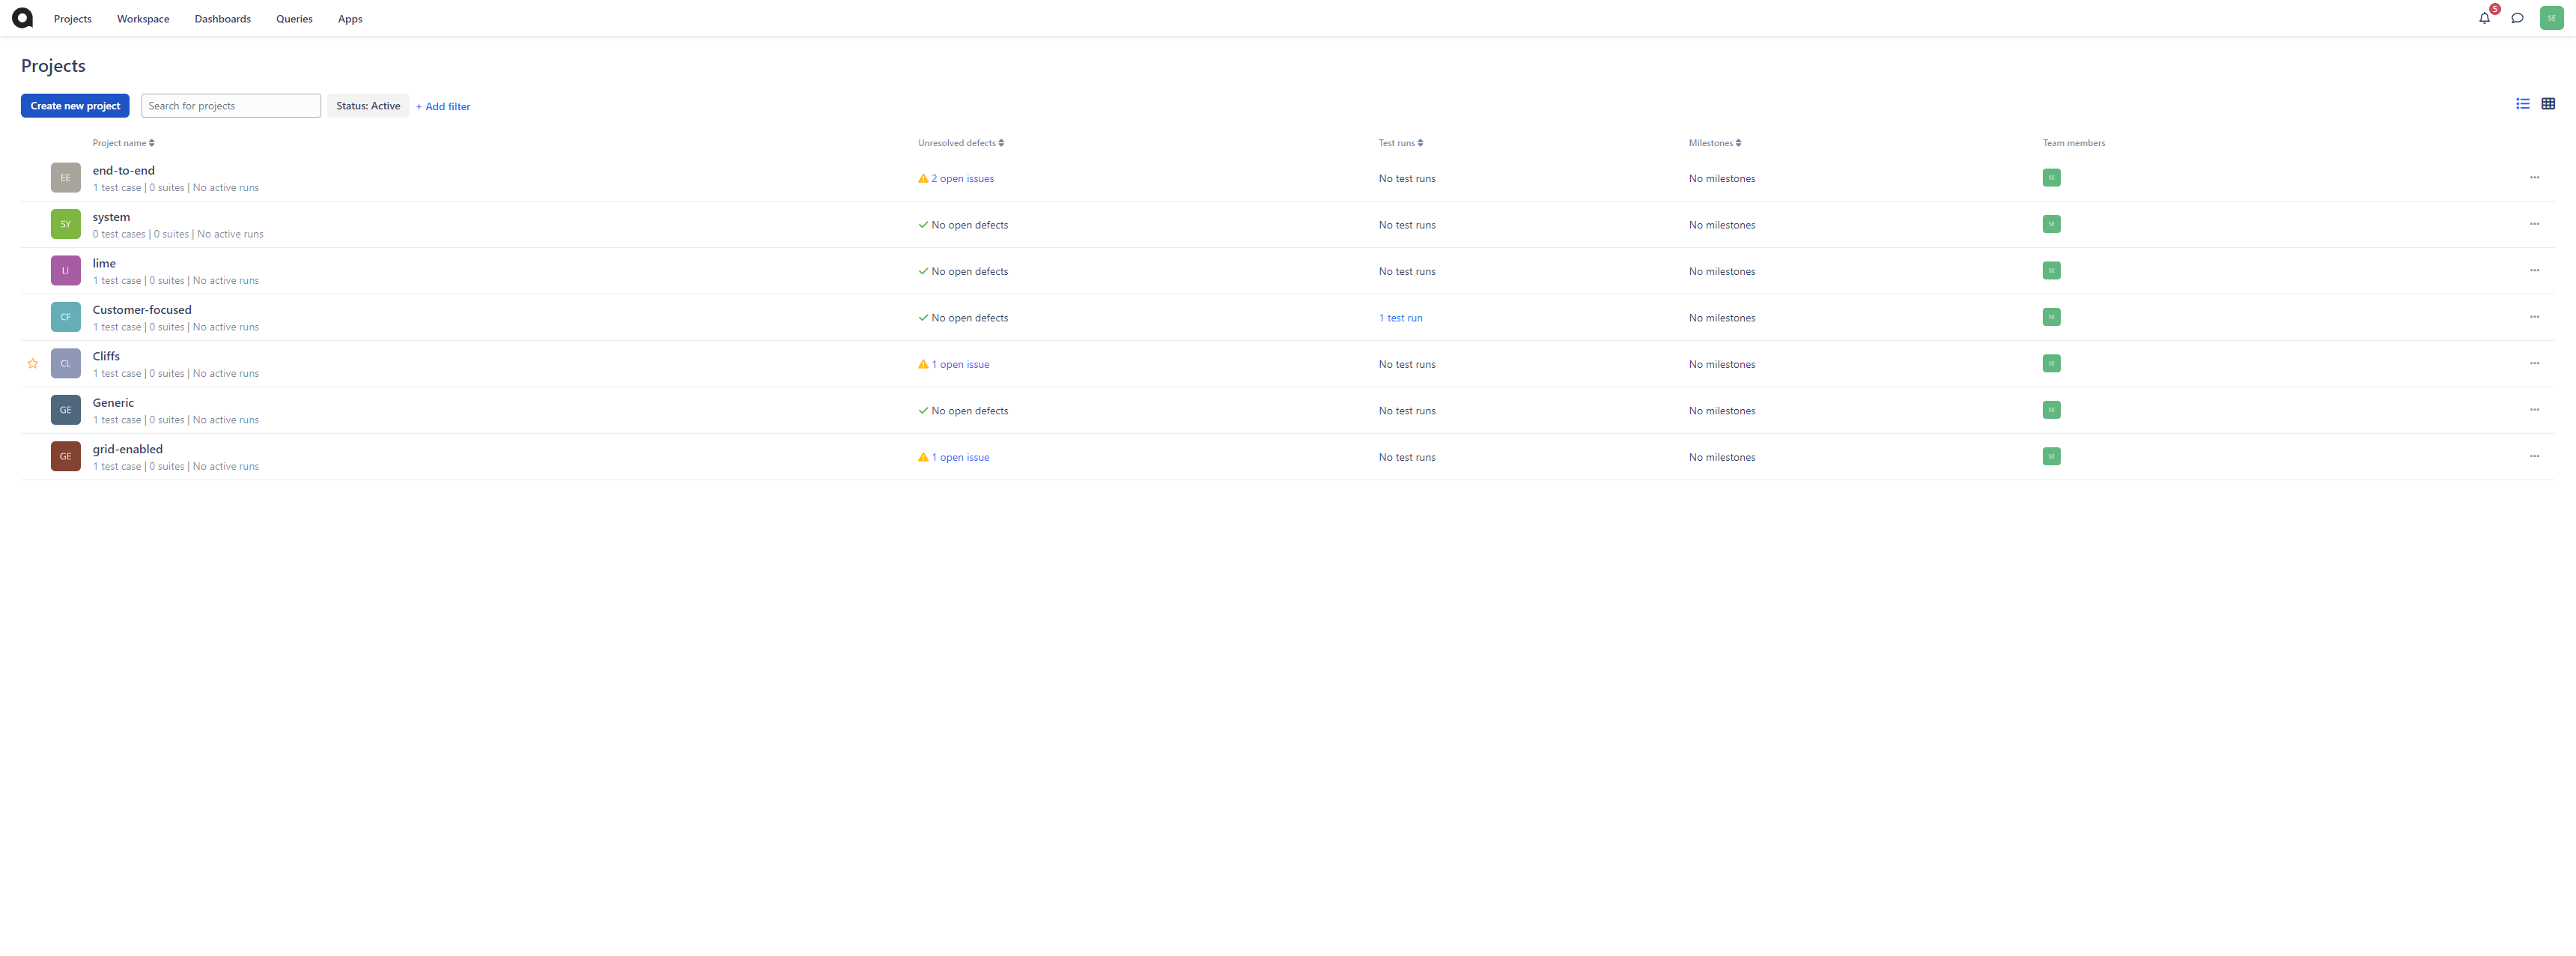 Projects Workspace Dashboards Queries Apps 5 SE
Projects
Create new project Search for projects Status: Active + Add filter
Project name Unresolved defects Test runs Milestones Team members
EE end-to-end
1 test case | 0 suites | No active runs 2 open issues No test runs No milestones SE
SY system
0 test cases | 0 suites | No active runs No open defects No test runs No milestones SE
LI lime
1 test case | 0 suites | No active runs No open defects No test runs No milestones SE
CF Customer-focused
1 test case | 0 suites | No active runs No open defects 1 test run No milestones SE
CL Cliffs
1 test case | 0 suites | No active runs 1 open issue No test runs No milestones SE
GE Generic
1 test case | 0 suites | No active runs No open defects No test runs No milestones SE
GE grid-enabled
1 test case | 0 suites | No active runs 1 open issue No test runs No milestones SE